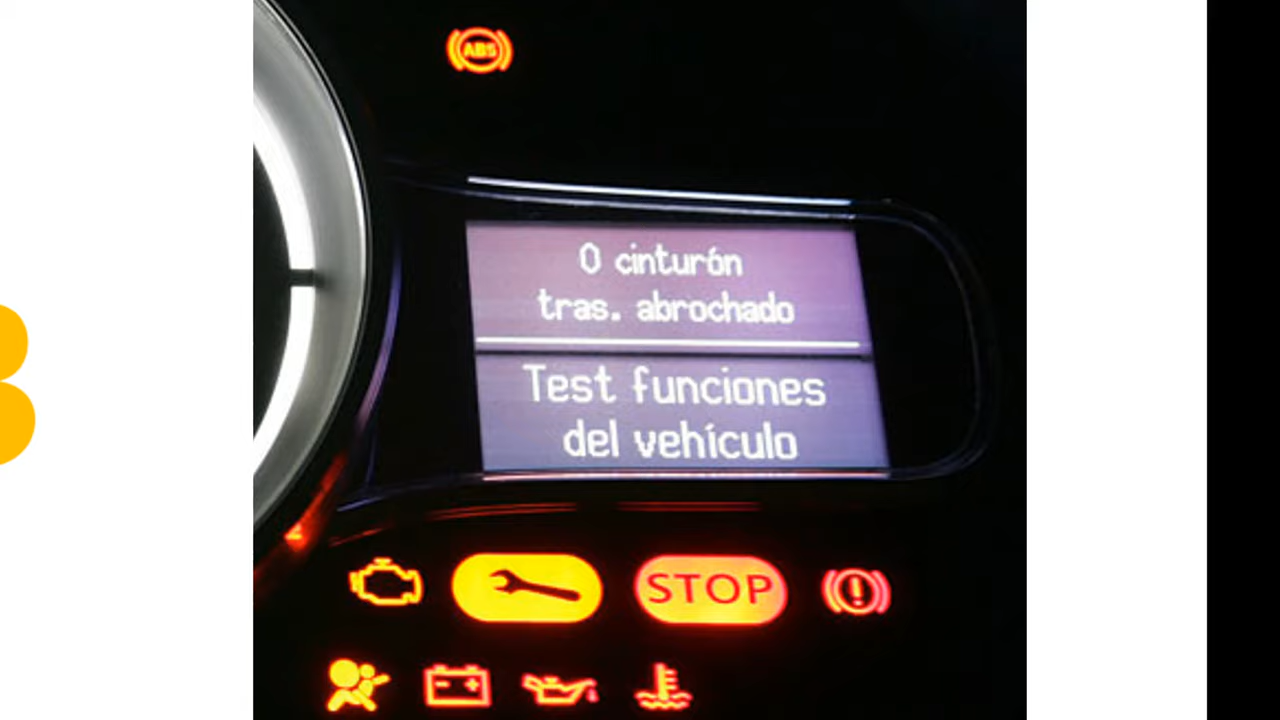 ABS
0 cinturón
tras. abrochado
Test funciones
del vehículo
STOP